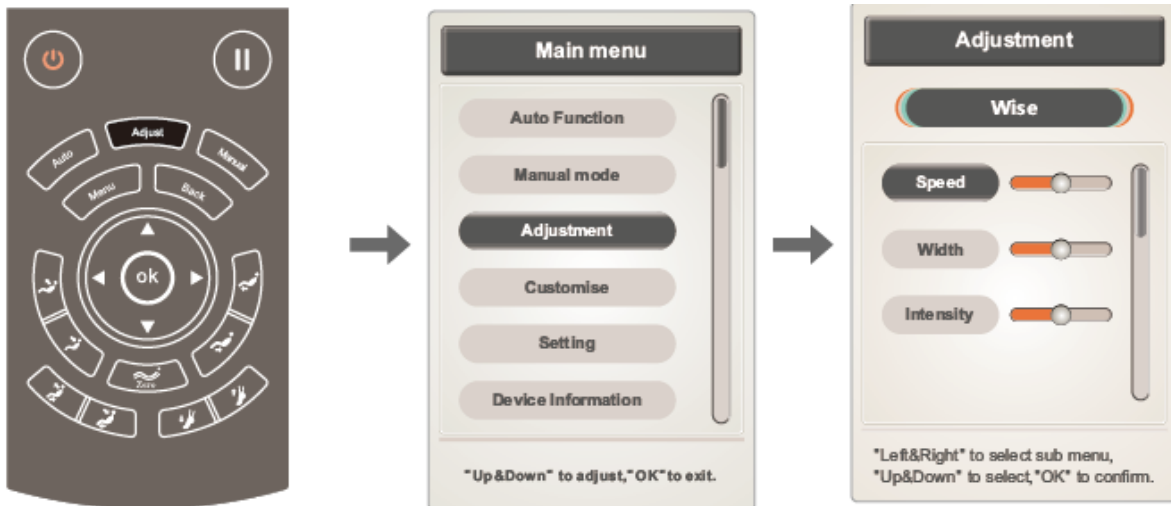 Adjust
Auto
Manual
Menu
Back
ok
Zero
Main menu
Auto Function
Manual mode
Adjustment
Customise
Setting
Device Information
"Up&Down" to adjust,"OK"to exit.
Adjustment
Wise
Speed
Width
Intensity
"Left&Right" to select sub menu,
"Up&Down" to select,"OK" to confirm.